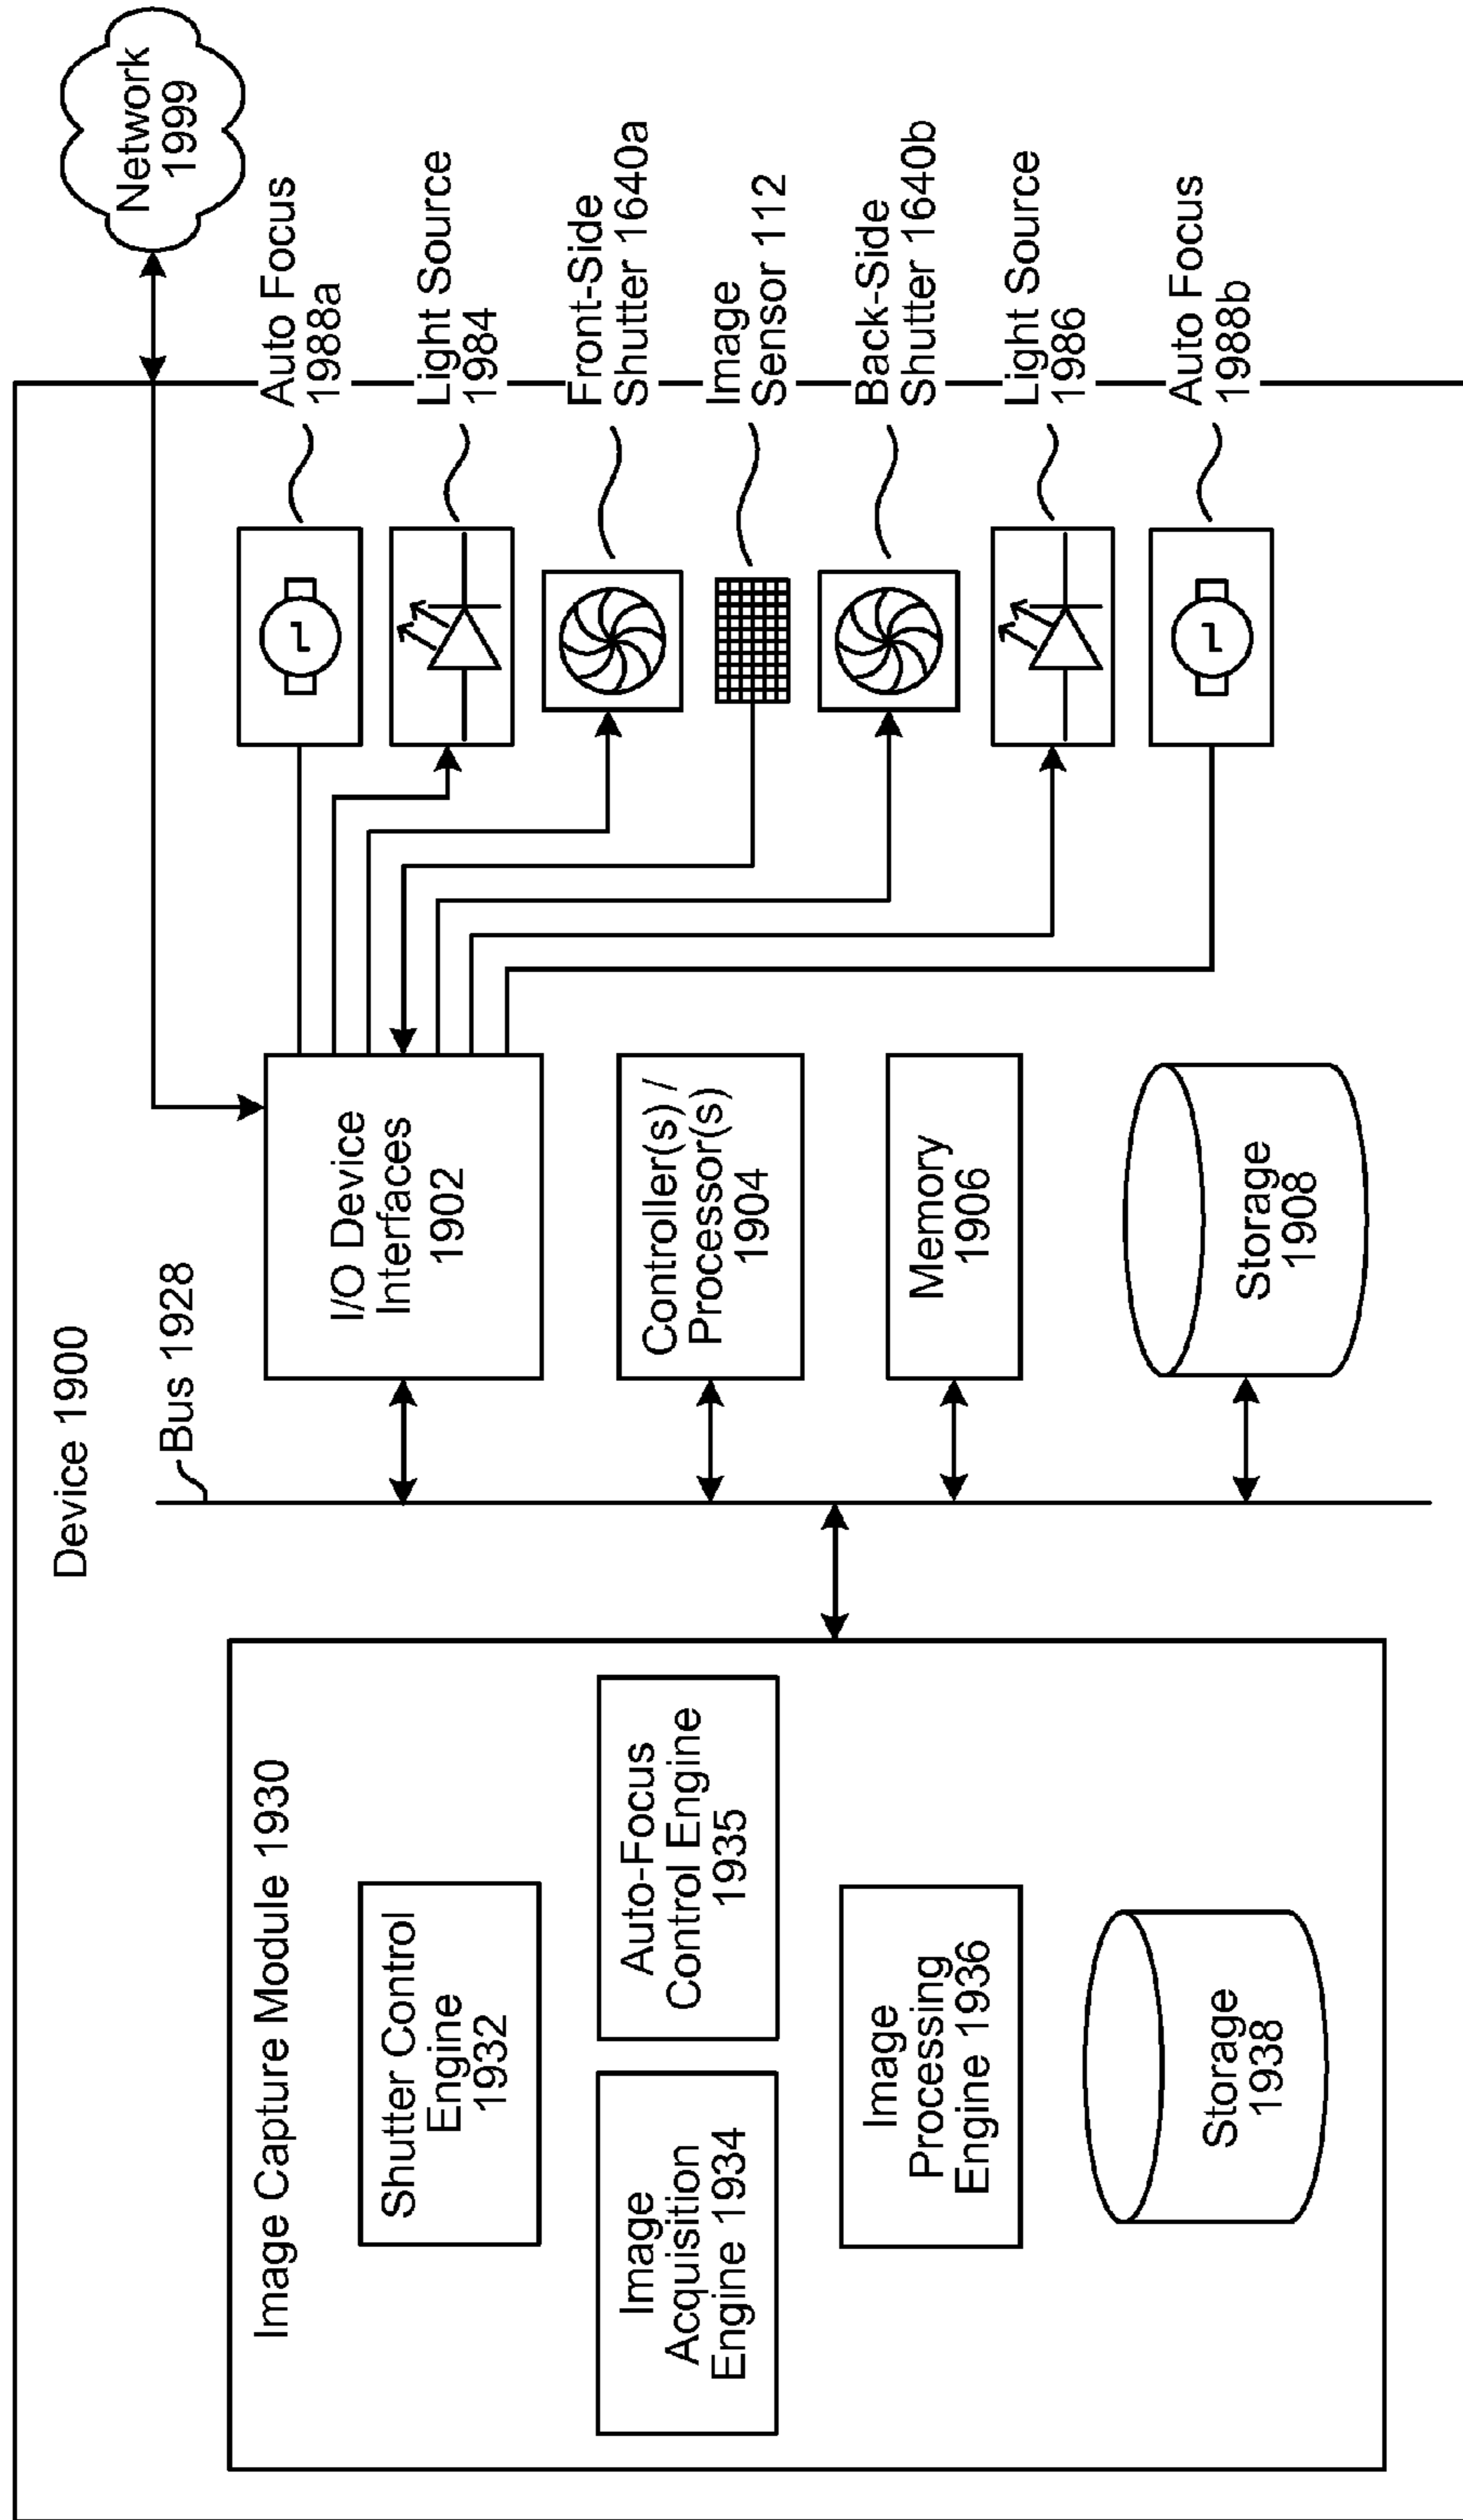 Device 1900
Network
1999
Bus 1928
Image Capture Module 1930
Shutter Control
Engine
1932
Image
Acquisition
Engine 1934
Auto-Focus
Control Engine
1935
Image
Processing
Engine 1936
Storage
1938
I/O Device
Interfaces
1902
Controller(s) /
Processor(s)
1904
Memory
1906
Storage
1908
Auto Focus
1988a
Light Source
1984
Front-Side
Shutter 1640a
Image
Sensor 112
Back-Side
Shutter 1640b
Light Source
1986
Auto Focus
1988b